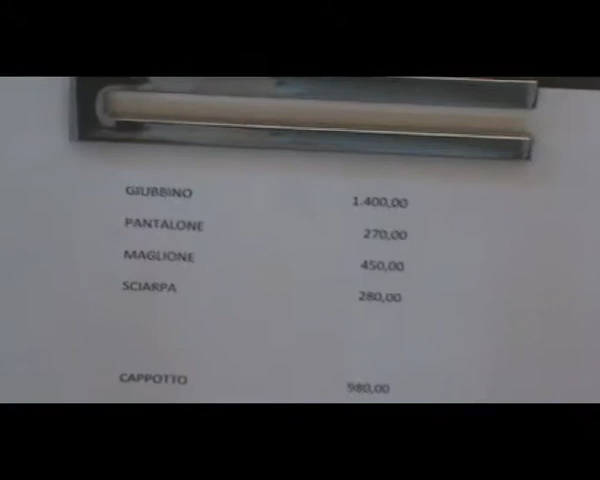 GIUBBINO 1.400,00
PANTALONE 270,00
MAGLIONE 450,00
SCIARPA 280,00
CAPPOTTO 980,00